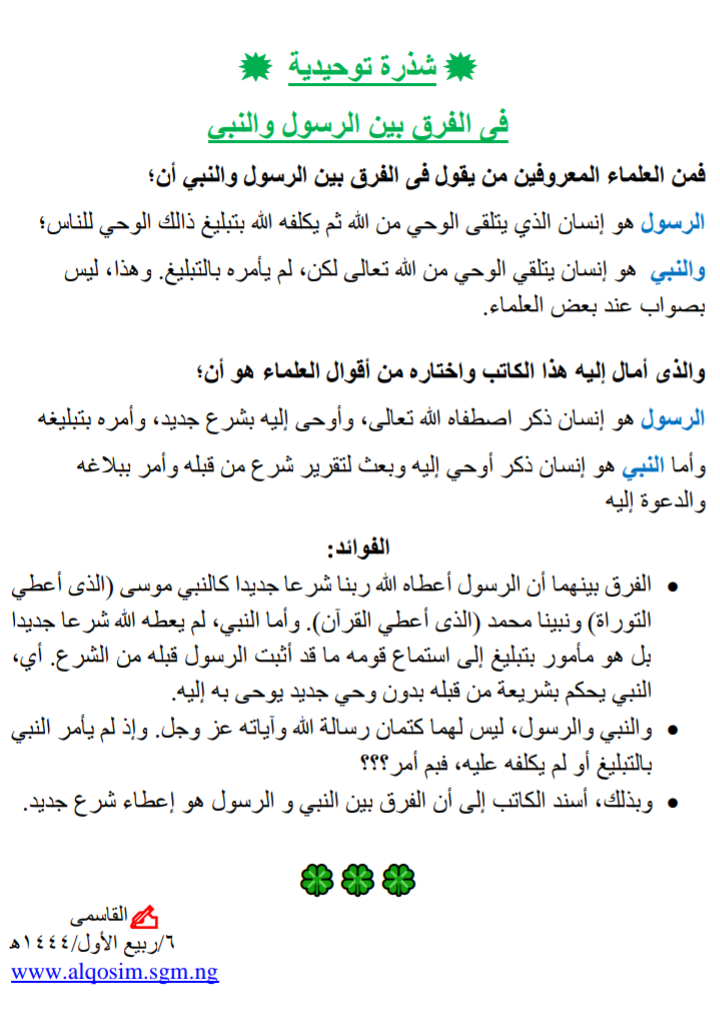 شذرة توحيدية
فى الفرق بين الرسول والنبي
فمن العلماء المعروفين من يقول فى الفرق بين الرسول والنبي أن؛
الرسول هو إنسان الذي يتلقى الوحي من الله ثم يكلفه الله بتبليغ ذالك الوحي للناس؛
والنبي هو إنسان يتلقي الوحي من الله تعالى لكن، لم يأمره بالتبليغ. وهذا، ليس
بصواب عند بعض العلماء.
والذى أمال إليه هذا الكاتب واختاره من أقوال العلماء هو أن؛
الرسول هو إنسان ذكر اصطفاه الله تعالى، وأوحى إليه بشرع جديد، وأمره بتبليغه
وأما النبي هو إنسان ذكر أوحي إليه وبعث لتقرير شرع من قبله وأمر ببلاغه
والدعوة إليه
الفوائد:
• الفرق بينهما أن الرسول أعطاه الله ربنا شرعا جديدا كالنبي موسى (الذى أعطي
التوراة) ونبينا محمد (الذى أعطي القرآن). وأما النبي، لم يعطه الله شرعا جديدا
بل هو مأمور بتبليغ إلى استماع قومه ما قد أثبت الرسول قبله من الشرع. أي،
النبي يحكم بشريعة من قبله بدون وحي جديد يوحى به إليه.
• والنبي والرسول، ليس لهما كتمان رسالة الله وآياته عز وجل. وإذ لم يأمر النبي
بالتبليغ أو لم يكلفه عليه، فبم أمر؟؟؟
• وبذلك، أسند الكاتب إلى أن الفرق بين النبي و الرسول هو إعطاء شرع جديد.
القاسمى
٦/ربيع الأول/١٤٤٤ه
www.alqosim.sgm.ng